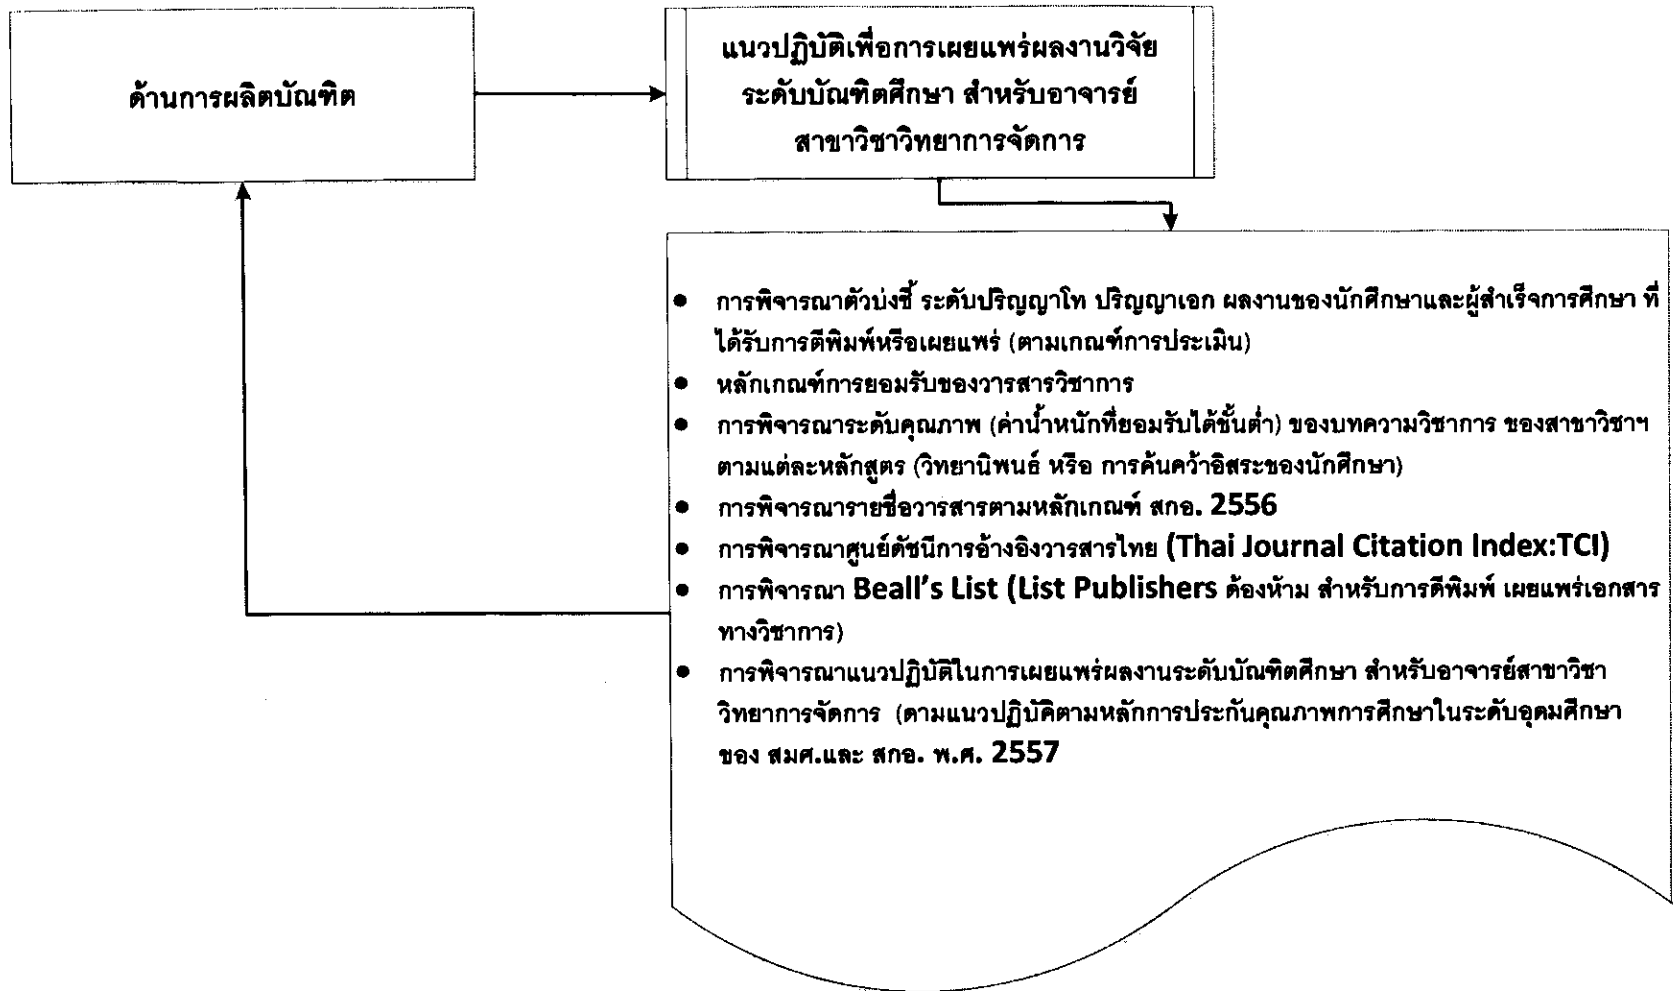 ด้านการผลิตบัณฑิต
แนวปฏิบัติเพื่อการเผยแพร่ผลงานวิจัย
ระดับบัณฑิตศึกษา สำหรับอาจารย์
สาขาวิชาวิทยาการจัดการ
● การพิจารณาตัวบ่งชี้ ระดับปริญญาโท ปริญญาเอก ผลงานของนักศึกษาและผู้สำเร็จการศึกษา ที่
ได้รับการตีพิมพ์หรือเผยแพร่ (ตามเกณฑ์การประเมิน)
● หลักเกณฑ์การยอมรับของวารสารวิชาการ
● การพิจารณาระดับคุณภาพ (ค่าน้ำหนักที่ยอมรับได้ขั้นต่ำ) ของบทความวิชาการ ของสาขาวิชาฯ
ตามแต่ละหลักสูตร (วิทยานิพนธ์ หรือ การค้นคว้าอิสระของนักศึกษา)
● การพิจารณารายชื่อวารสารตามหลักเกณฑ์ สกอ. 2556
● การพิจารณาศูนย์ดัชนีการอ้างอิงวารสารไทย (Thai Journal Citation Index:TCI)
● การพิจารณา Beall's List (List Publishers ต้องห้าม สำหรับการตีพิมพ์ เผยแพร่เอกสาร
ทางวิชาการ)
● การพิจารณาแนวปฏิบัติในการเผยแพร่ผลงานระดับบัณฑิตศึกษา สำหรับอาจารย์สาขาวิชา
วิทยาการจัดการ (ตามแนวปฏิบัติตามหลักการประกันคุณภาพการศึกษาในระดับอุดมศึกษา
ของ สมศ.และ สกอ. พ.ศ. 2557